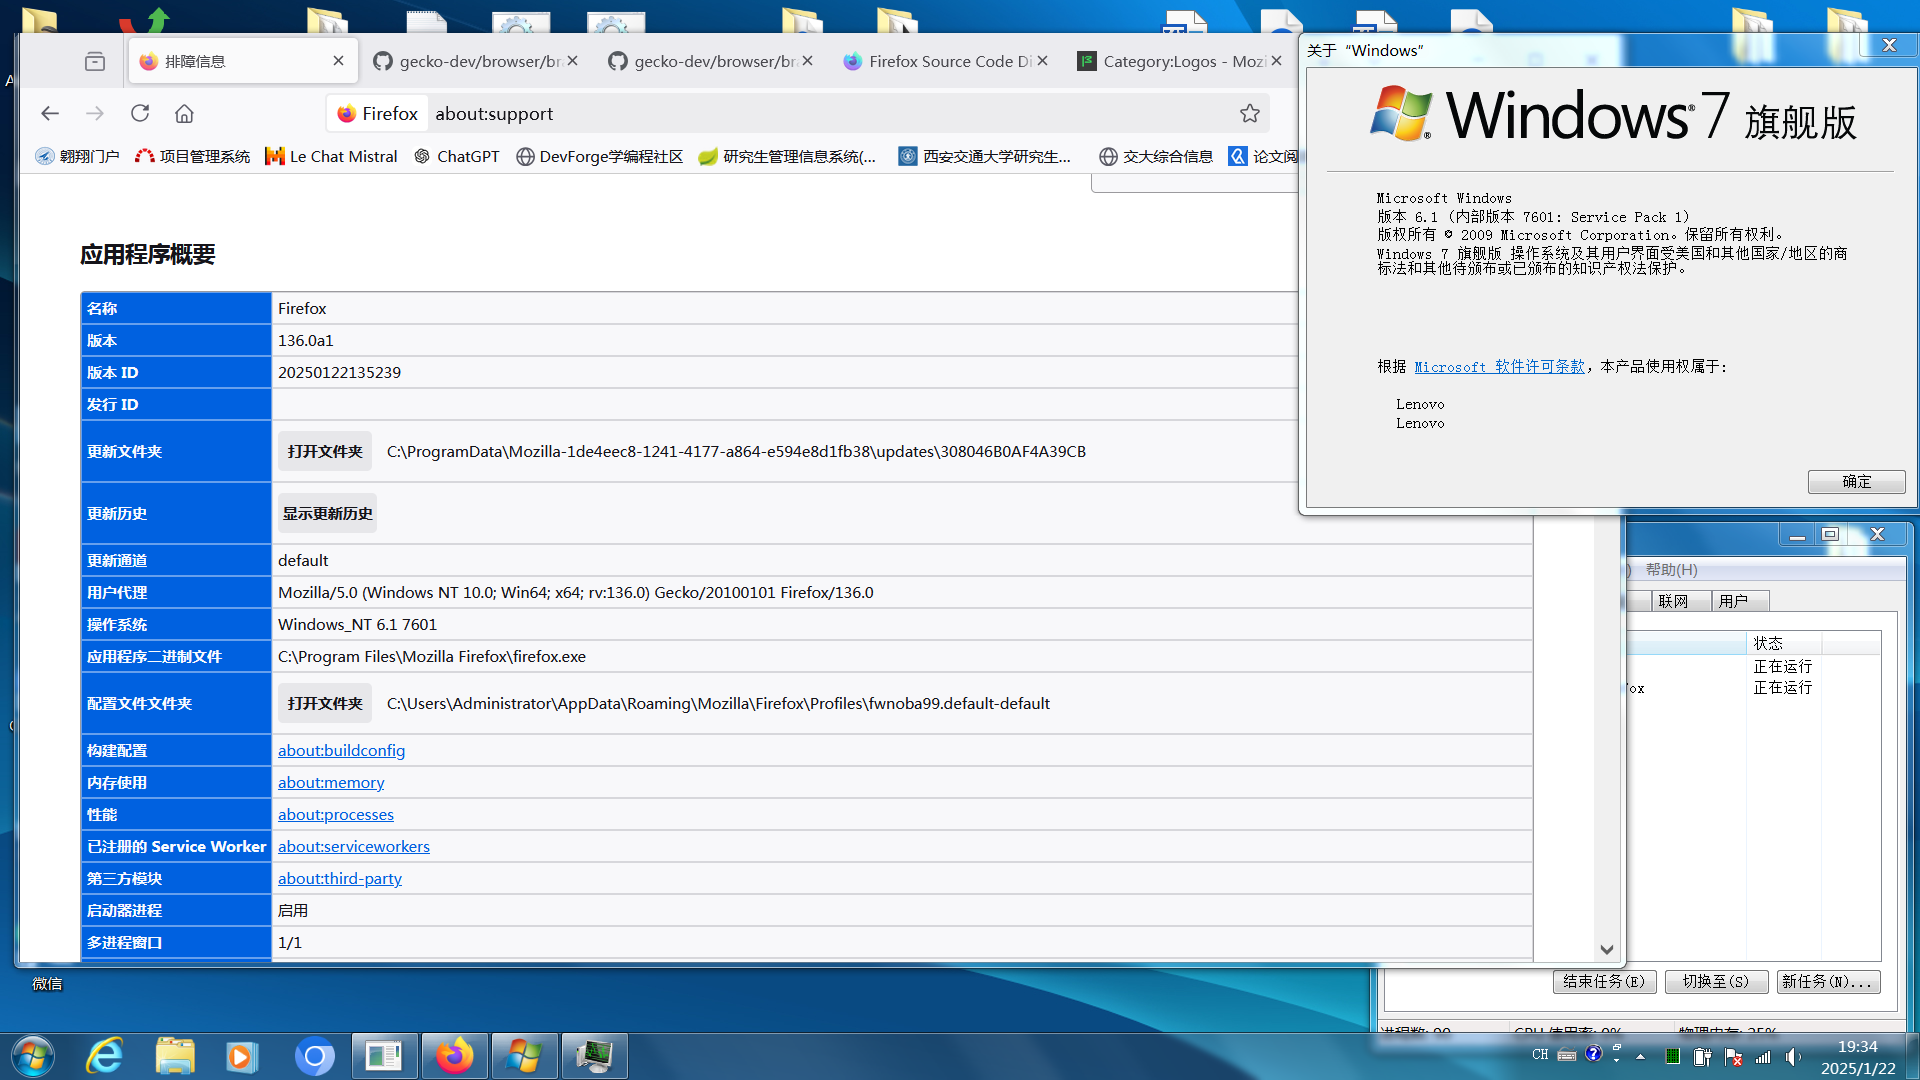 排障信息
gecko-dev/browser/br
gecko-dev/browser/br
Firefox Source Code Di
Category:Logos - Mozi
Firefox
about:support
翱翔门户
项目管理系统
Le Chat Mistral
ChatGPT
DevForge学编程社区
研究生管理信息系统(...
西安交通大学研究生...
交大综合信息
论文阅
应用程序概要
名称 Firefox
版本 136.0a1
版本 ID 20250122135239
发行 ID
更新文件夹 打开文件夹 C:\ProgramData\Mozilla-1de4eec8-1241-4177-a864-e594e8d1fb38\updates\308046B0AF4A39CB
更新历史 显示更新历史
更新通道 default
用户代理 Mozilla/5.0 (Windows NT 10.0; Win64; x64; rv:136.0) Gecko/20100101 Firefox/136.0
操作系统 Windows_NT 6.1 7601
应用程序二进制文件 C:\Program Files\Mozilla Firefox\firefox.exe
配置文件文件夹 打开文件夹 C:\Users\Administrator\AppData\Roaming\Mozilla\Firefox\Profiles\fwnoba99.default-default
构建配置 about:buildconfig
内存使用 about:memory
性能 about:processes
已注册的 Service Worker about:serviceworkers
第三方模块 about:third-party
启动器进程 启用
多进程窗口 1/1
关于“Windows”
Windows® 7 旗舰版
Microsoft Windows
版本 6.1 (内部版本 7601: Service Pack 1)
版权所有 © 2009 Microsoft Corporation。保留所有权利。
Windows 7 旗舰版 操作系统及其用户界面受美国和其他国家/地区的商
标法和其他待颁布或已颁布的知识产权法保护。
根据 Microsoft 软件许可条款，本产品使用权属于:
Lenovo
Lenovo
确定
帮助(H)
联网
用户
状态
正在运行
fox 正在运行
结束任务(E)
切换至(S)
新任务(N)...
进程数: 90
CPU 使用率: 0%
物理内存: 25%
微信
CH
19:34
2025/1/22